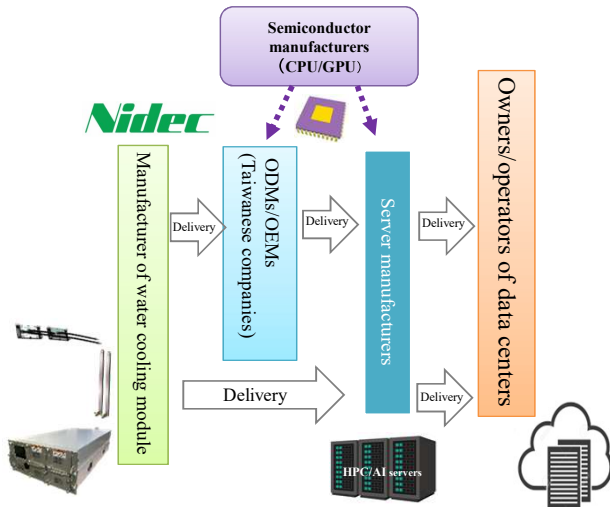 Semiconductor
manufacturers
(CPU/GPU)
Nidec
Manufacturer of water cooling module
Delivery
ODMs/OEMs
(Taiwanese companies)
Delivery
Server manufacturers
Delivery
Owners/operators of data centers
Delivery
Delivery
HPC/AI servers